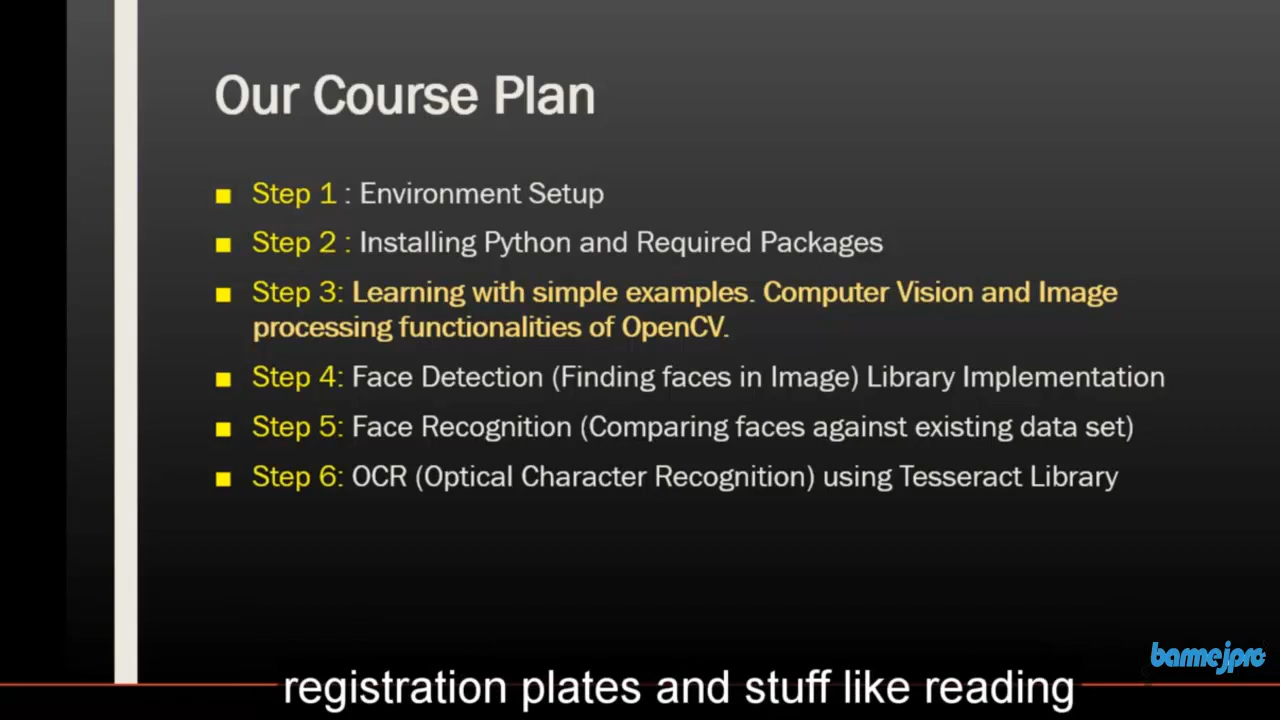 Our Course Plan
Step 1 : Environment Setup
Step 2 : Installing Python and Required Packages
Step 3: Learning with simple examples. Computer Vision and Image
processing functionalities of OpenCV.
Step 4: Face Detection (Finding faces in Image) Library Implementation
Step 5: Face Recognition (Comparing faces against existing data set)
Step 6: OCR (Optical Character Recognition) using Tesseract Library
barmejpro
registration plates and stuff like reading